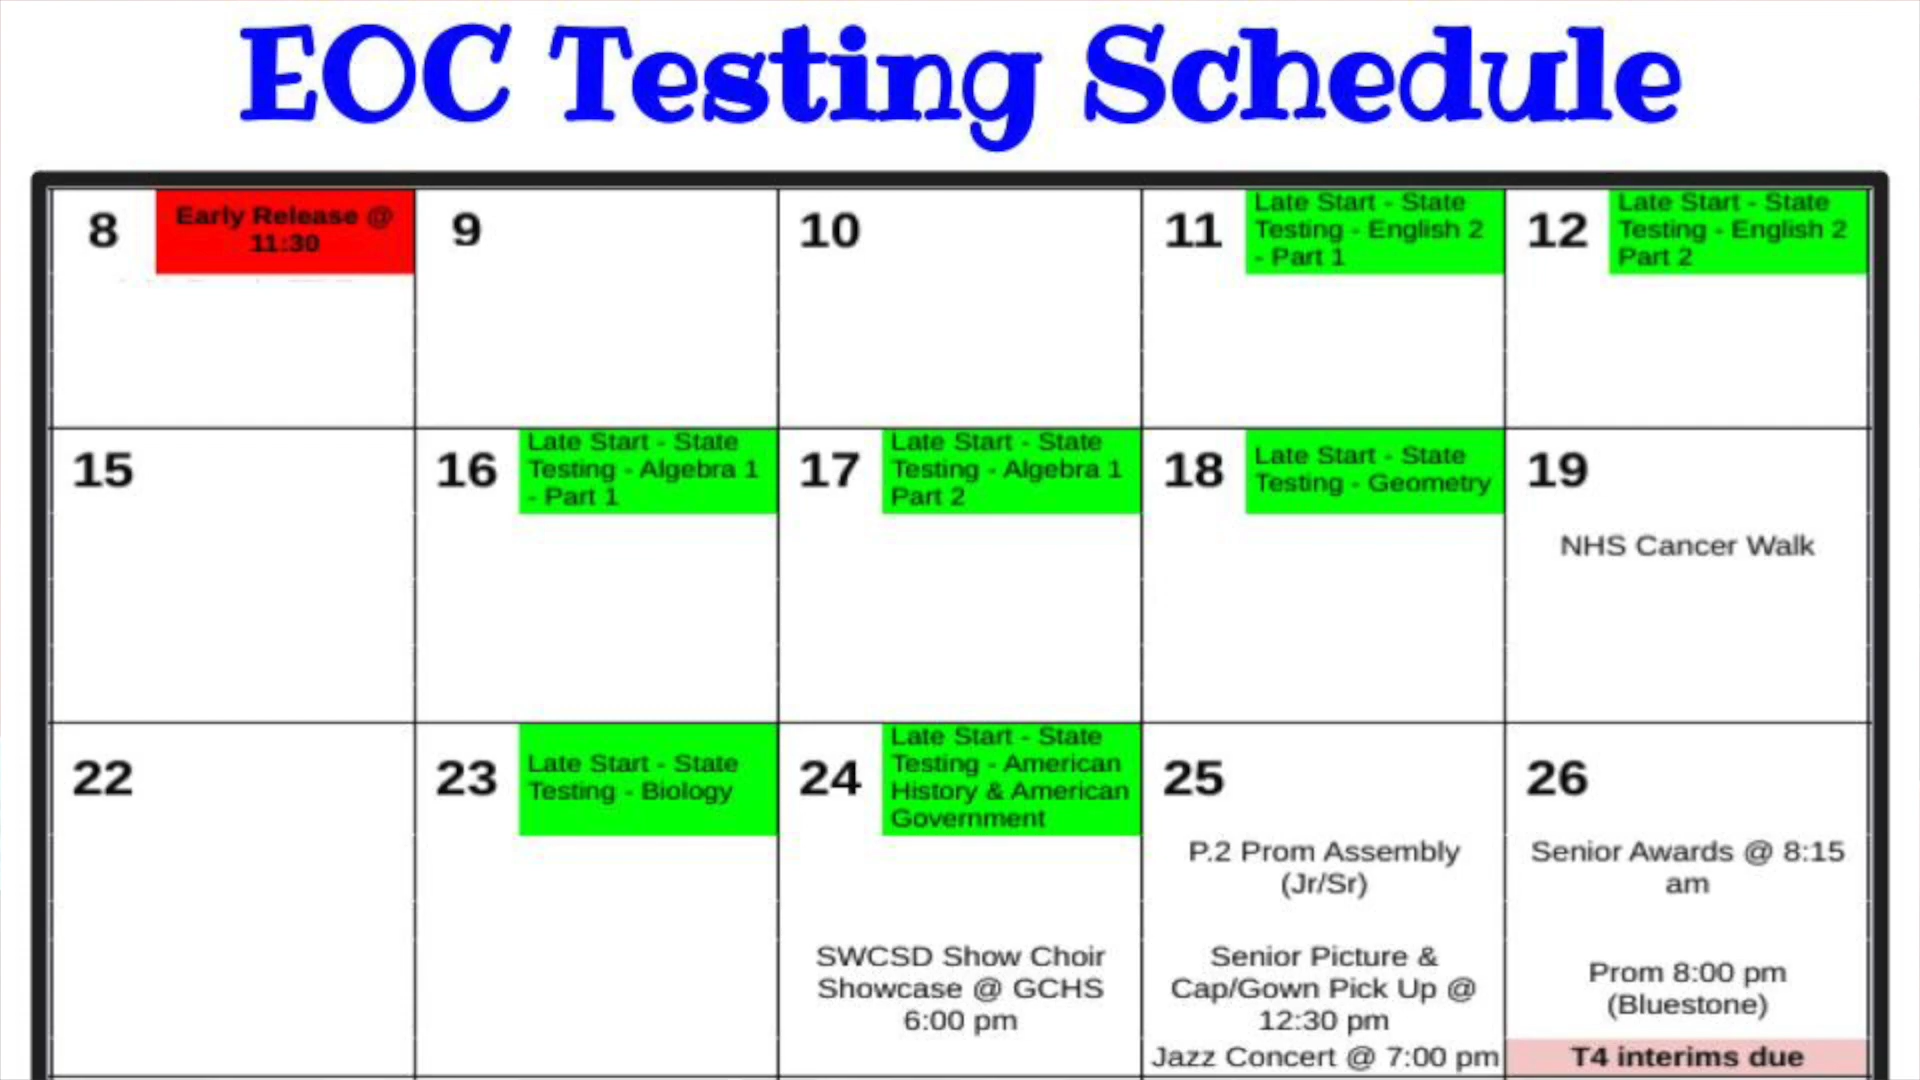 EOC Testing Schedule
8
Early Release @
11:30
9
10
11
Late Start - State
Testing - English 2
- Part 1
12
Late Start - State
Testing - English 2
Part 2
15
16
Late Start - State
Testing - Algebra 1
- Part 1
17
Late Start - State
Testing - Algebra 1
Part 2
18
Late Start - State
Testing - Geometry
19
NHS Cancer Walk
22
23
Late Start - State
Testing - Biology
24
Late Start - State
Testing - American
History & American
Government
SWCSD Show Choir
Showcase @ GCHS
6:00 pm
25
P.2 Prom Assembly
(Jr/Sr)
Senior Picture &
Cap/Gown Pick Up @
12:30 pm
Jazz Concert @ 7:00 pm
26
Senior Awards @ 8:15
am
Prom 8:00 pm
(Bluestone)
T4 interims due